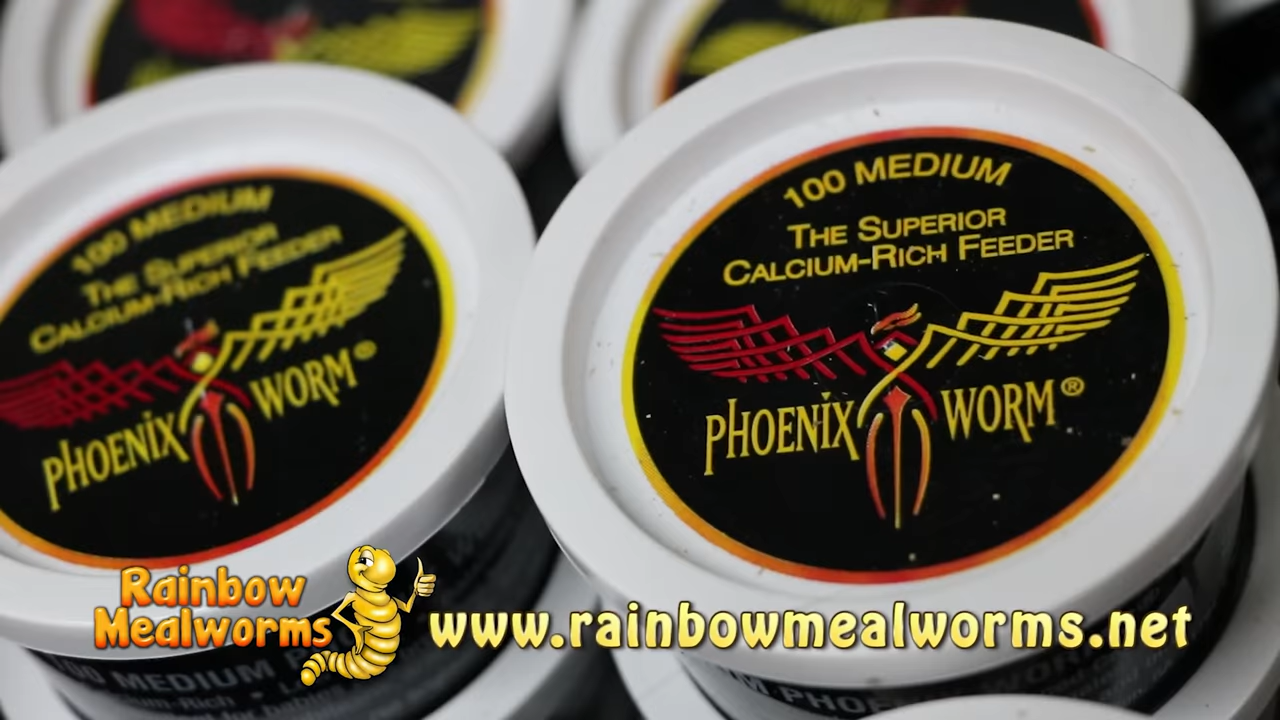 100 MEDIUM
THE SUPERIOR
CALCIUM-RICH FEEDER
PHOENIX WORM®
100 MEDIUM
THE SUPERIOR
CALCIUM-RICH FEEDER
PHOENIX WORM®
Rainbow
Mealworms
www.rainbowmealworms.net
100 MEDIUM